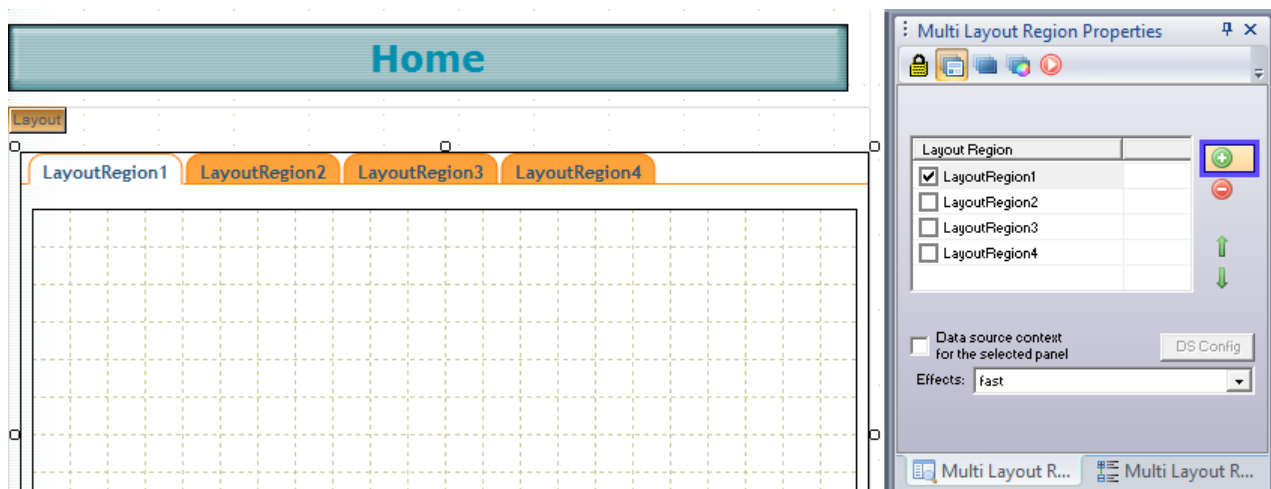 Home
Layout
LayoutRegion1 LayoutRegion2 LayoutRegion3 LayoutRegion4
Multi Layout Region Properties
Layout Region
LayoutRegion1
LayoutRegion2
LayoutRegion3
LayoutRegion4
Data source context
for the selected panel
DS Config
Effects: fast
Multi Layout R... Multi Layout R...